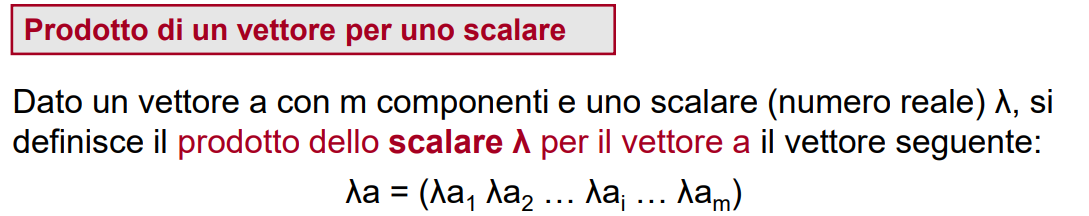 Prodotto di un vettore per uno scalare
Dato un vettore a con m componenti e uno scalare (numero reale) λ, si
definisce il prodotto dello scalare λ per il vettore a il vettore seguente:
λa = (λa₁ λa₂ … λaᵢ … λaₘ)